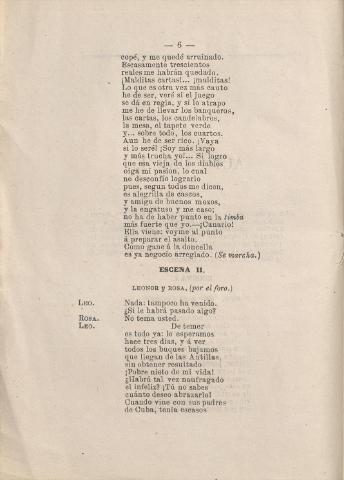 — 6 —
copé, y me quedé arruinado.
Escasamente trescientos
reales me habrán quedado.
¡Malditas cartas!... ¡malditas!
Lo que es otra vez más cauto
he de ser, veré si el juego
se dá en regla, y si lo atrapo
me he de llevar los banqueros,
las cartas, los candelabros,
la mesa, el tapete verde
y... sobre todo, los cuartos.
Aun he de ser rico. ¡Vaya
si lo seré! ¡Soy más largo
y más trucha yo!... Si logro
que esa vieja de los diablos
oiga mi pasion, lo cual
no desconfío lograrlo
pues, segun todos me dicen,
es alegrilla de cascos,
y amiga de buenos mozos,
y la engatuso y me caso;
no ha de haber punto en la timba
más fuerte que yo.—¡Canario!
Ella viene: voyme al punto
á preparar el asalto.
Cómo gane á la doncella
es ya negocio arreglado. (Se marcha.)
ESCENA II.
LEONOR y ROSA, (por el foro.)
LEO. Nada: tampoco ha venido.
¿Si le habrá pasado algo?
ROSA. No tema usted.
LEO. De temer
es todo ya: lo esperamos
hace tres dias, y á ver
todos los buques bajamos
que llegan de las Antillas,
sin obtener resultado
¡Pobre nieto de mi vida!
¿Habrá tal vez naufragado
el infeliz? ¡Tú no sabes
cuánto deseo abrazarlo!
Cuando vine con sus padres
de Cuba, tenia escasos